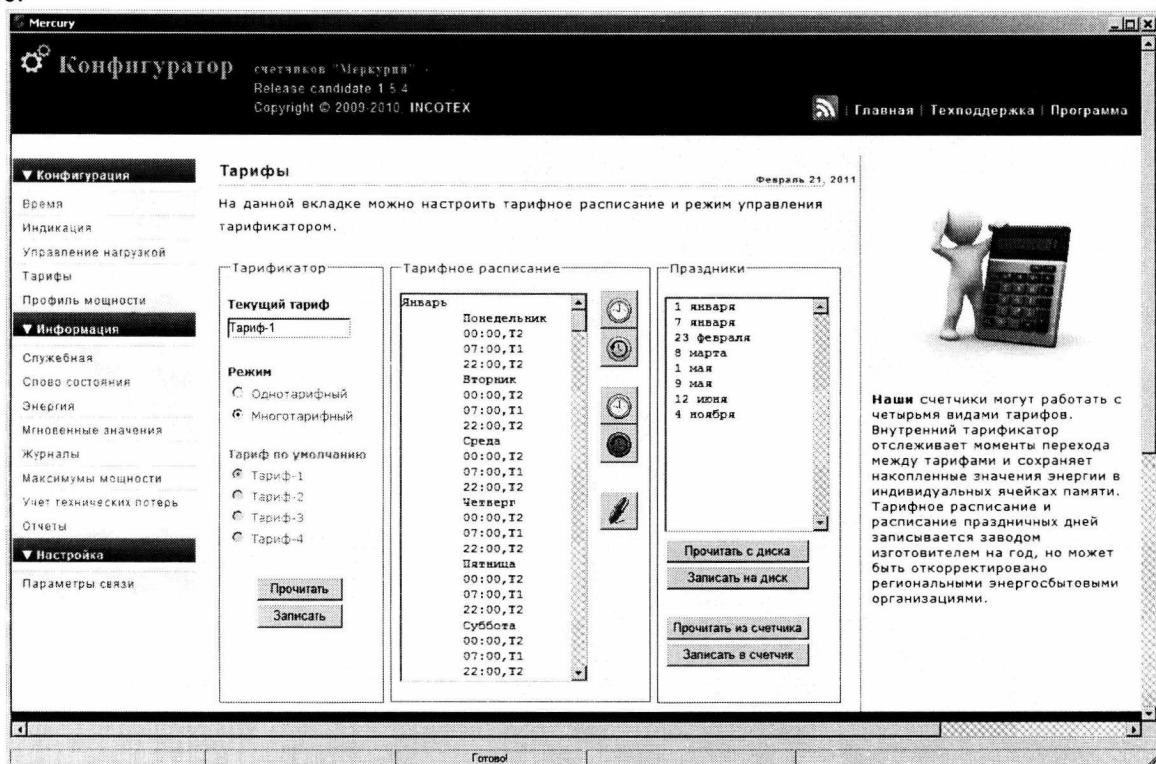 Mercury
Конфигуратор счетчиков "Меркурий"
Release candidate 1.5.4
Copyright © 2009-2010, INCOTEX
Главная | Техподдержка | Программа
▼ Конфигурация
Время
Индикация
Управление нагрузкой
Тарифы
Профиль мощности
▼ Информация
Служебная
Слово состояния
Энергия
Мгновенные значения
Журналы
Максимумы мощности
Учет технических потерь
Отчеты
▼ Настройка
Параметры связи
Тарифы
Февраль 21, 2011
На данной вкладке можно настроить тарифное расписание и режим управления
тарификатором.
Тарификатор
Текущий тариф
Тариф-1
Режим
Однотарифный
Многотарифный
Тариф по умолчанию
Тариф-1
Тариф-2
Тариф-3
Тариф-4
Прочитать
Записать
Тарифное расписание
Январь
Понедельник
00:00,T2
07:00,T1
22:00,T2
Вторник
00:00,T2
07:00,T1
22:00,T2
Среда
00:00,T2
07:00,T1
22:00,T2
Четверг
00:00,T2
07:00,T1
22:00,T2
Пятница
00:00,T2
07:00,T1
22:00,T2
Суббота
00:00,T2
07:00,T1
22:00,T2
Праздники
1 января
7 января
23 февраля
8 марта
1 мая
9 мая
12 июня
4 ноября
Прочитать с диска
Записать на диск
Прочитать из счетчика
Записать в счетчик
Наши счетчики могут работать с
четырьмя видами тарифов.
Внутренний тарификатор
отслеживает моменты перехода
между тарифами и сохраняет
накопленные значения энергии в
индивидуальных ячейках памяти.
Тарифное расписание и
расписание праздничных дней
записывается заводом
изготовителем на год, но может
быть откорректировано
региональными энергосбытовыми
организациями.
Готово!